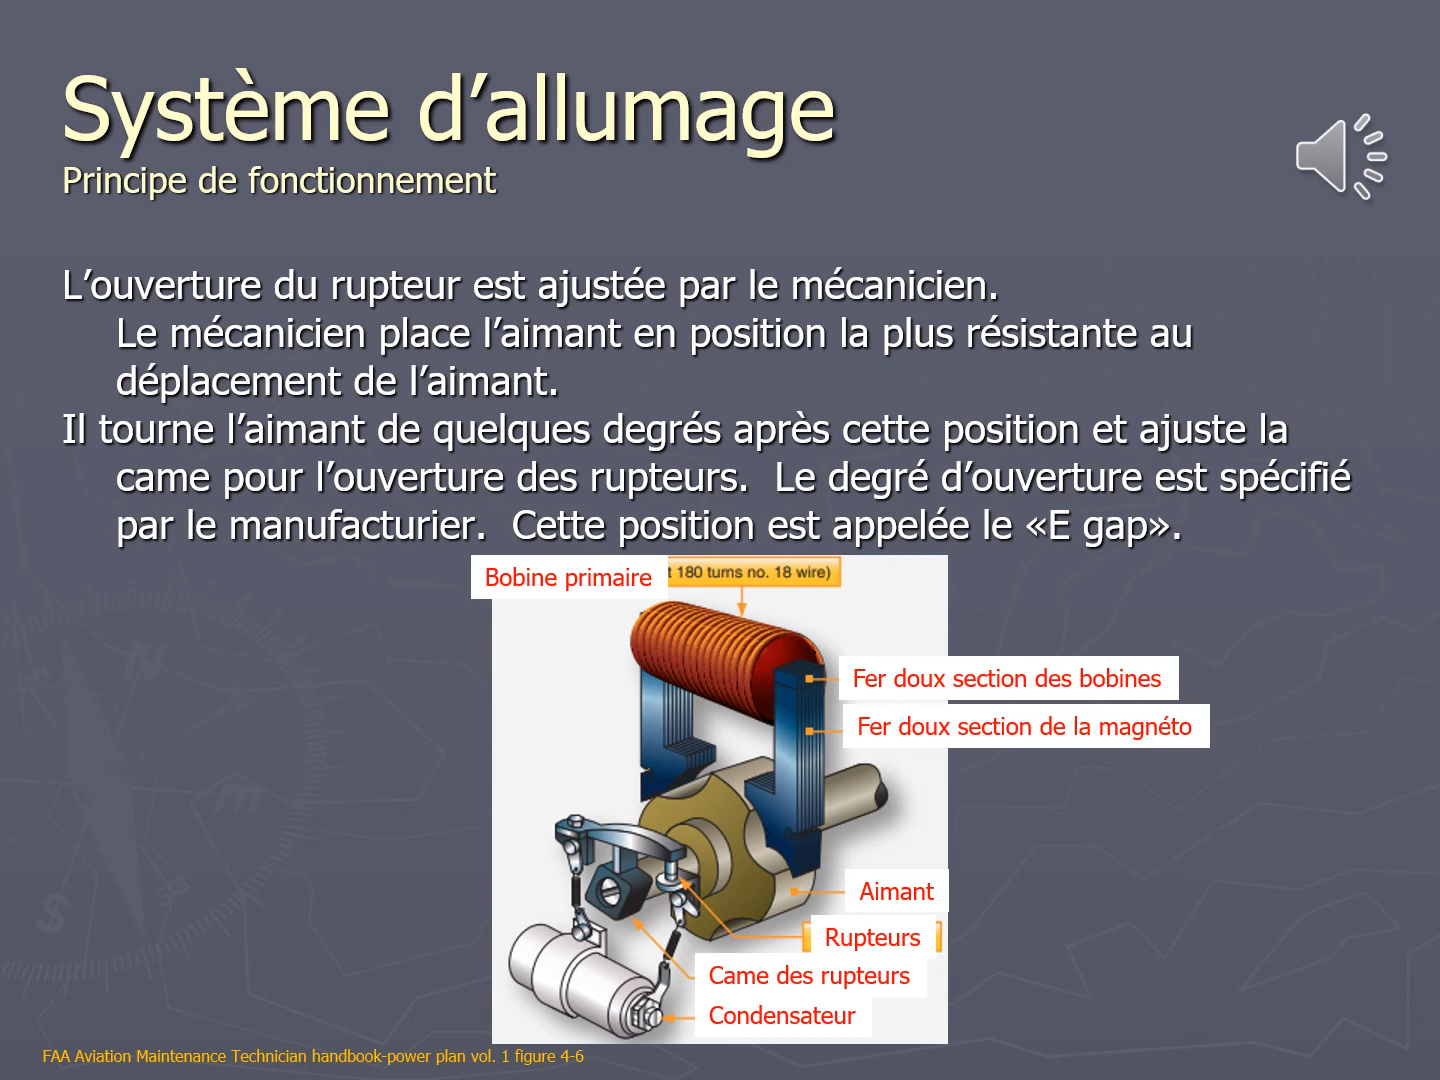 Système d’allumage
Principe de fonctionnement
L’ouverture du rupteur est ajustée par le mécanicien.
Le mécanicien place l’aimant en position la plus résistante au
déplacement de l’aimant.
Il tourne l’aimant de quelques degrés après cette position et ajuste la
came pour l’ouverture des rupteurs. Le degré d’ouverture est spécifié
par le manufacturier. Cette position est appelée le «E gap».
Bobine primaire
180 turns no. 18 wire)
Fer doux section des bobines
Fer doux section de la magnéto
Aimant
Rupteurs
Came des rupteurs
Condensateur
FAA Aviation Maintenance Technician handbook-power plan vol. 1 figure 4-6